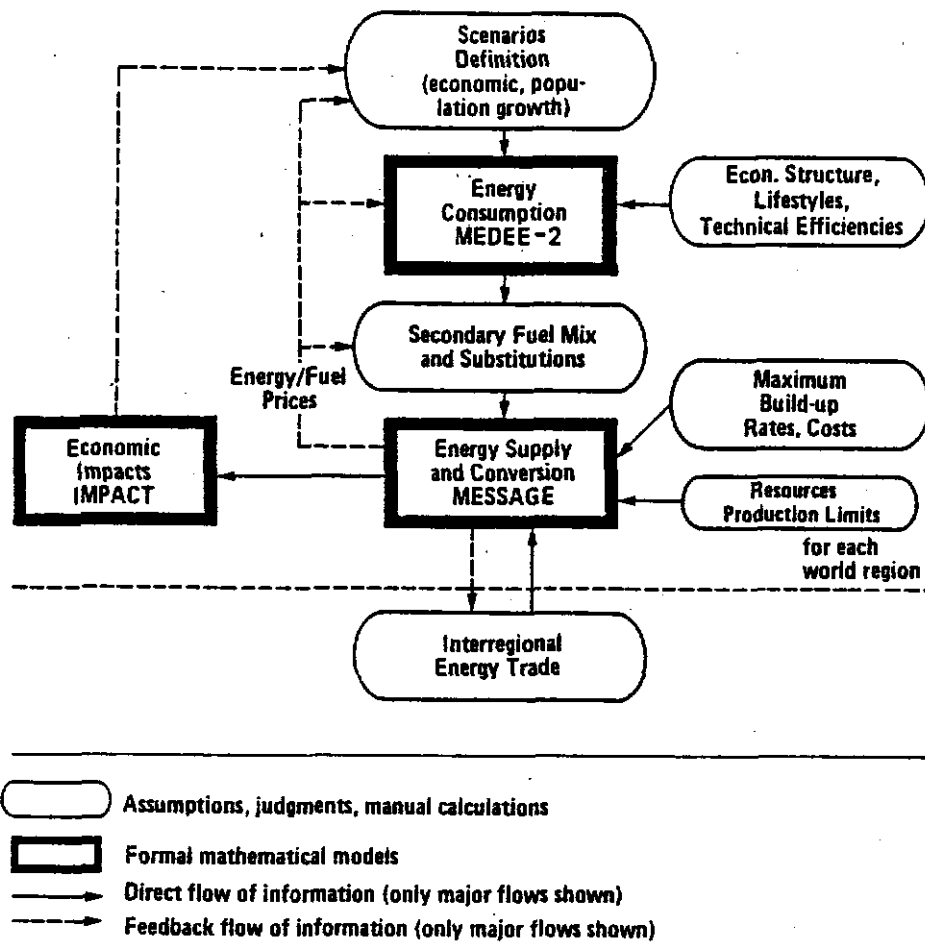 Scenarios
Definition
(economic, popu-
lation growth)
Energy
Consumption
MEDEE-2
Econ. Structure,
Lifestyles,
Technical Efficiencies
Secondary Fuel Mix
and Substitutions
Energy/Fuel
Prices
Maximum
Build-up
Rates, Costs
Economic
Impacts
IMPACT
Energy Supply
and Conversion
MESSAGE
Resources
Production Limits
for each
world region
Interregional
Energy Trade
Assumptions, judgments, manual calculations
Formal mathematical models
Direct flow of information (only major flows shown)
Feedback flow of information (only major flows shown)